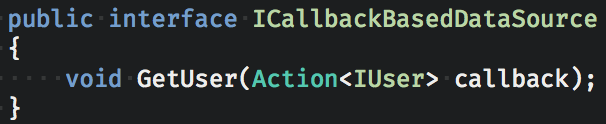 public interface ICallbackBasedDataSource
{
    void GetUser(Action<IUser> callback);
}